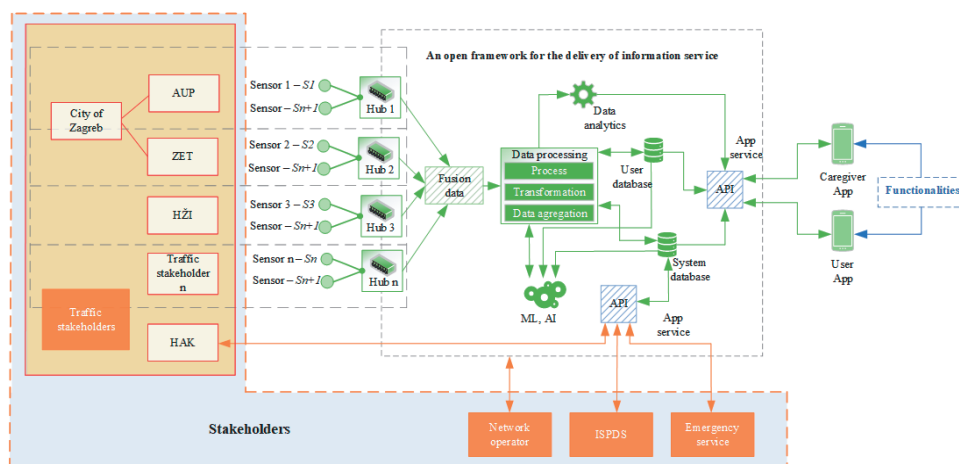 An open framework for the delivery of information service
City of
Zagreb
AUP
ZET
HŽI
Traffic
stakeholder
n
Traffic
stakeholders
HAK
Sensor 1 – S1
Sensor – Sn+1
Hub 1
Sensor 2 – S2
Sensor – Sn+1
Hub 2
Sensor 3 – S3
Sensor – Sn+1
Hub 3
Sensor n – Sn
Sensor – Sn+1
Hub n
Fusion
data
Data processing
Process
Transformation
Data agregation
Data
analytics
User
database
System
database
ML, AI
API
App
service
API
App
service
Caregiver
App
User
App
Functionalities
Stakeholders
Network
operator
ISPDS
Emergency
service